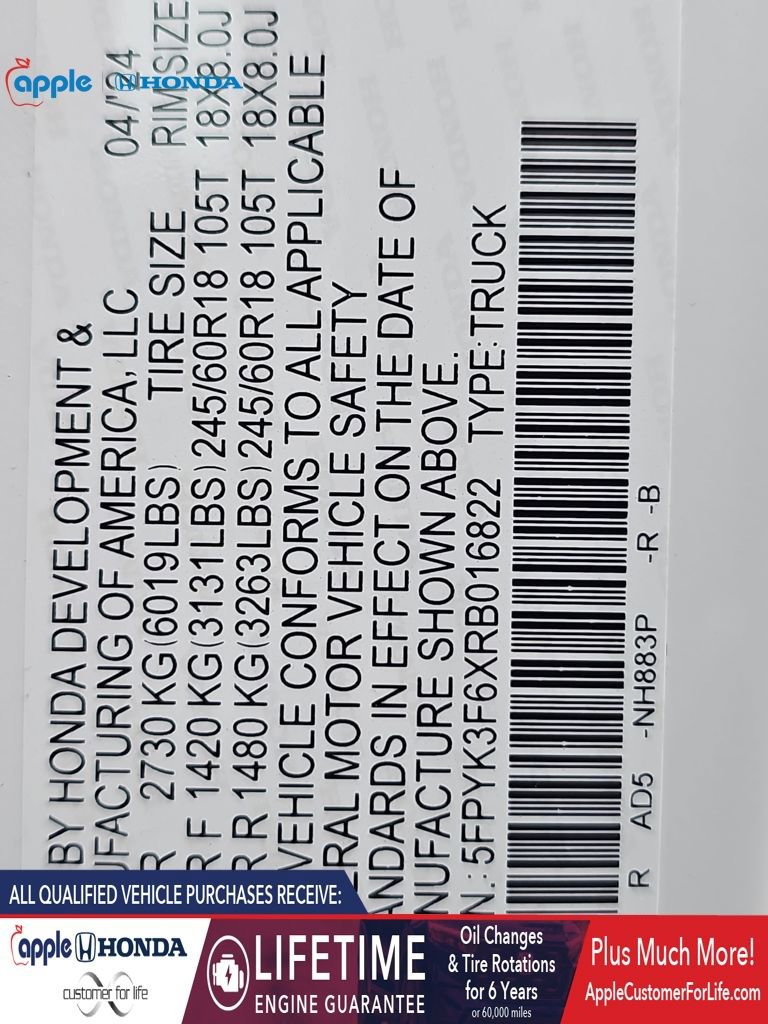 apple HONDA
BY HONDA DEVELOPMENT &
UFACTURING OF AMERICA, LLC 04/'24
R 2730 KG(6019LBS) TIRE SIZE RIM SIZE
R F 1420 KG(3131LBS) 245/60R18 105T 18X8.0J
R R 1480 KG(3263LBS) 245/60R18 105T 18X8.0J
VEHICLE CONFORMS TO ALL APPLICABLE
ERAL MOTOR VEHICLE SAFETY
ANDARDS IN EFFECT ON THE DATE OF
NUFACTURE SHOWN ABOVE.
N.: 5FPYK3F6XRB016822 TYPE:TRUCK
R AD5 -NH883P -R -B
ALL QUALIFIED VEHICLE PURCHASES RECEIVE:
apple HONDA
customer for life
LIFETIME
ENGINE GUARANTEE
Oil Changes
& Tire Rotations
for 6 Years
or 60,000 miles
Plus Much More!
AppleCustomerForLife.com